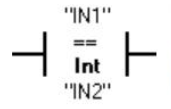 "IN1"
==
Int
"IN2"